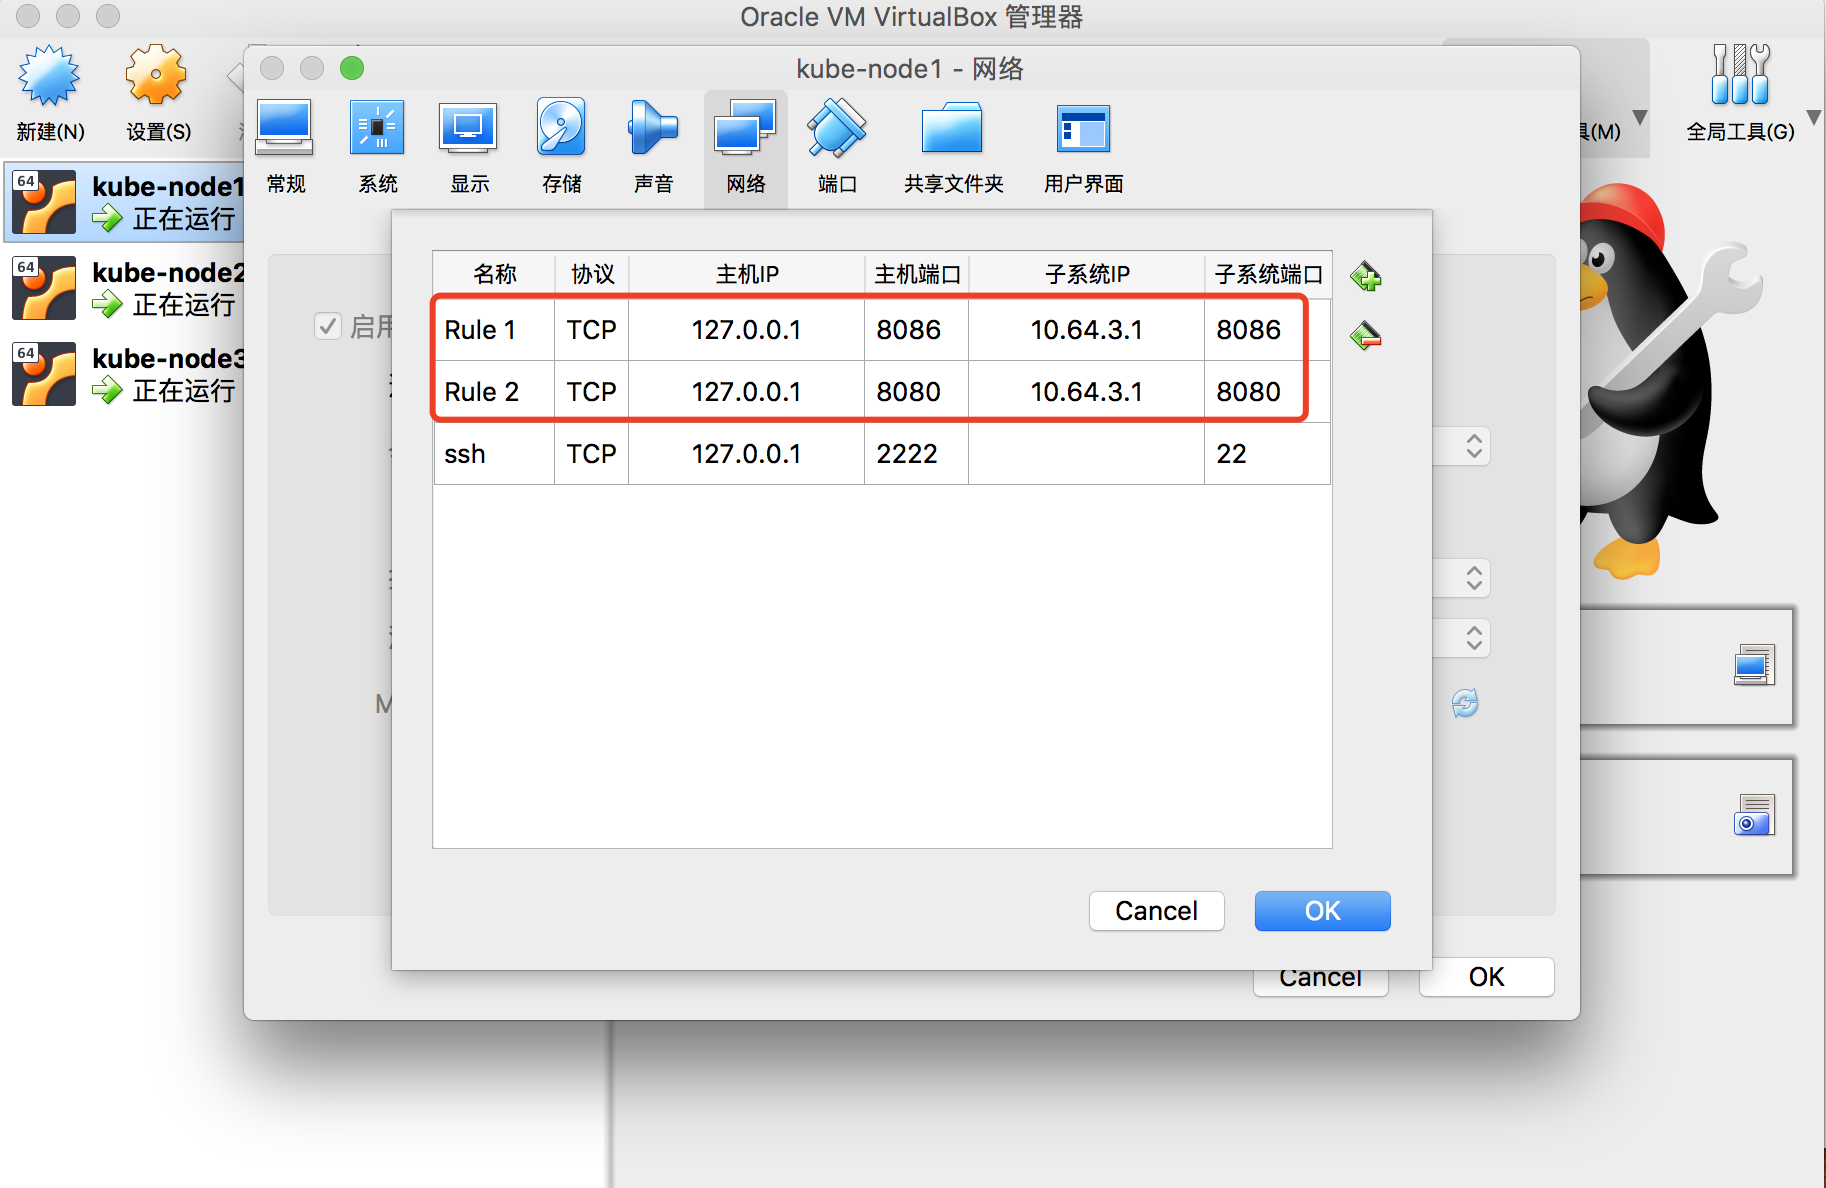 Oracle VM VirtualBox 管理器
新建(N)
设置(S)
具(M)
全局工具(G)
64
kube-node1
正在运行
64
kube-node2
正在运行
64
kube-node3
正在运行
kube-node1 - 网络
常规
系统
显示
存储
声音
网络
端口
共享文件夹
用户界面
启用
M
名称 协议 主机IP 主机端口 子系统IP 子系统端口
Rule 1 TCP 127.0.0.1 8086 10.64.3.1 8086
Rule 2 TCP 127.0.0.1 8080 10.64.3.1 8080
ssh TCP 127.0.0.1 2222 22
Cancel
OK
Cancel
OK